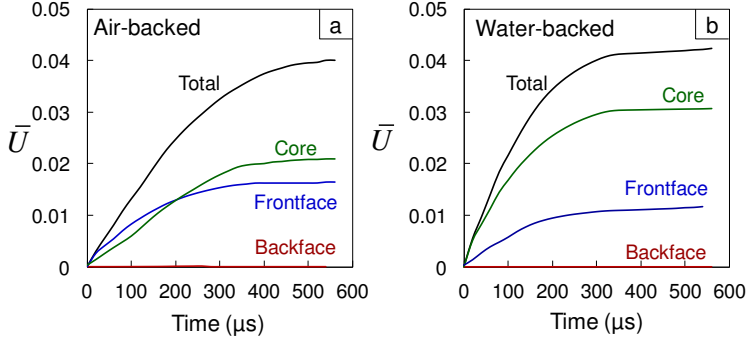 0.05
Air-backed
a
0.04
Total
0.03
Ū
Core
0.02
Frontface
0.01
Backface
0
0 100 200 300 400 500 600
Time (µs)
0.05
Water-backed
b
0.04
Total
Core
0.03
Ū
0.02
Frontface
0.01
Backface
0
0 100 200 300 400 500 600
Time (µs)